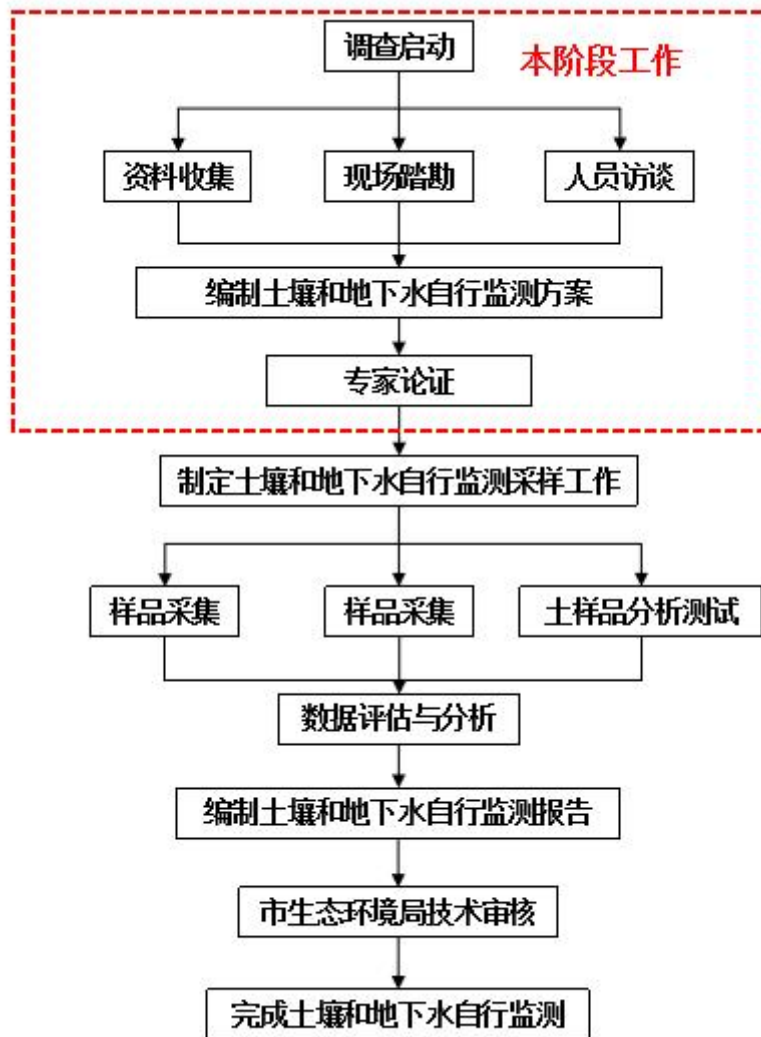 调查启动
本阶段工作
资料收集
现场踏勘
人员访谈
编制土壤和地下水自行监测方案
专家论证
制定土壤和地下水自行监测采样工作
样品采集
样品采集
土样品分析测试
数据评估与分析
编制土壤和地下水自行监测报告
市生态环境局技术审核
完成土壤和地下水自行监测